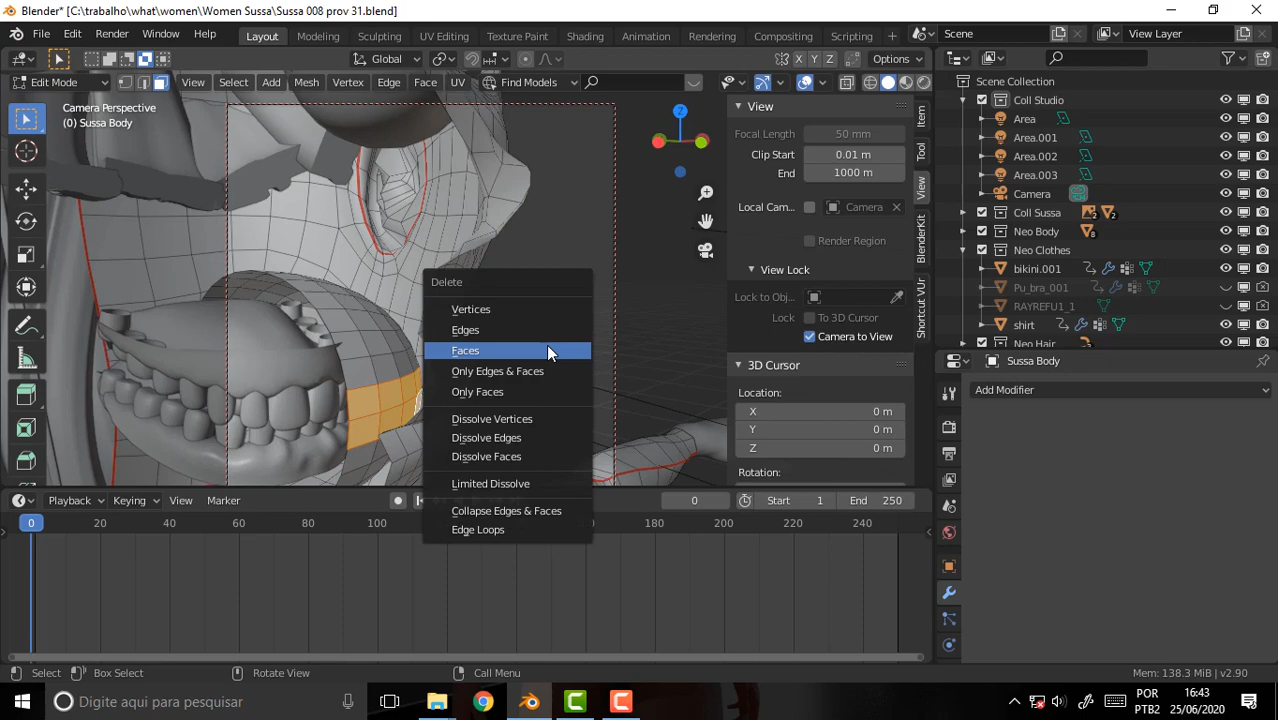 Blender* [C:\trabalho\what\women\Women Sussa\Sussa 008 prov 31.blend]
File Edit Render Window Help Layout Modeling Sculpting UV Editing Texture Paint Shading Animation Rendering Compositing Scripting + Scene View Layer
Global X Y Z Options
Edit Mode View Select Add Mesh Vertex Edge Face UV Find Models
Camera Perspective
(0) Sussa Body
Z
Item
Tool
View
BlenderKit
Shortcut VUr
View
Focal Length 50 mm
Clip Start 0.01 m
End 1000 m
Local Cam... Camera
Render Region
View Lock
Lock to Obj...
Lock To 3D Cursor
Camera to View
3D Cursor
Location:
X 0 m
Y 0 m
Z 0 m
Rotation:
Delete
Vertices
Edges
Faces
Only Edges & Faces
Only Faces
Dissolve Vertices
Dissolve Edges
Dissolve Faces
Limited Dissolve
Collapse Edges & Faces
Edge Loops
Scene Collection
Coll Studio
Area
Area.001
Area.002
Area.003
Camera
Coll Sussa
2 2
Neo Body
8
Neo Clothes
bikini.001
Pu_bra_001
RAYREFU1_1
shirt
Neo Hair
Sussa Body
Add Modifier
Playback Keying View Marker 0 Start 1 End 250
0 20 40 60 80 100 120 140 160 180 200 220 240
Select Box Select Rotate View Call Menu Mem: 138.3 MiB | v2.90
Digite aqui para pesquisar
POR
PTB2
16:43
25/06/2020